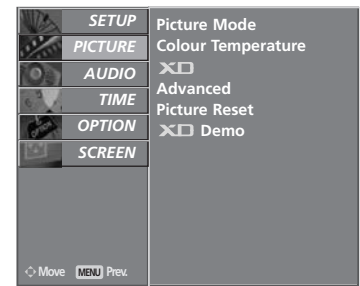 SETUP
PICTURE
AUDIO
TIME
OPTION
SCREEN
Move MENU Prev.
Picture Mode
Colour Temperature
XD
Advanced
Picture Reset
XD Demo